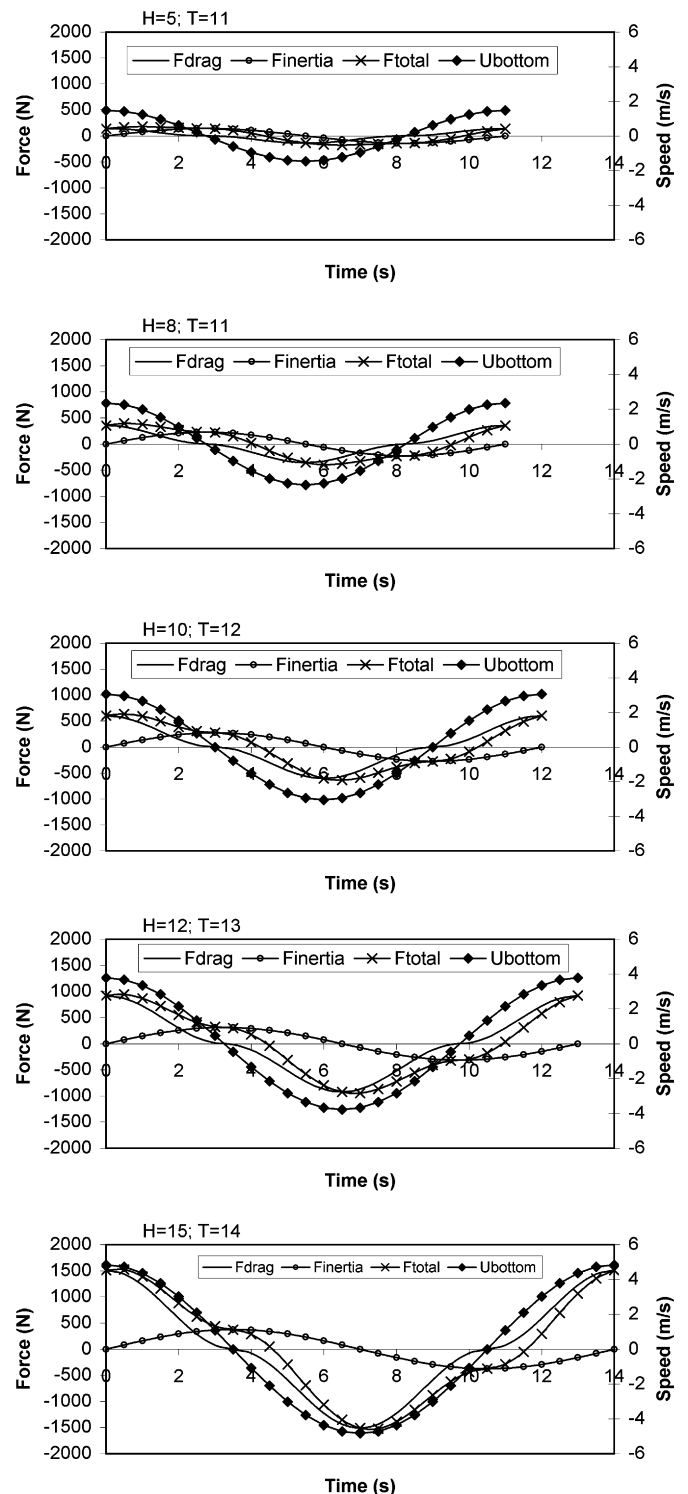 H=5; T=11
Fdrag Finertia Ftotal Ubottom
2000
1500
1000
500
0
-500
-1000
-1500
-2000
Force (N)
6
4
2
0
-2
-4
-6
Speed (m/s)
0 2 4 6 8 10 12 14
Time (s)
H=8; T=11
Fdrag Finertia Ftotal Ubottom
2000
1500
1000
500
0
-500
-1000
-1500
-2000
Force (N)
6
4
2
0
-2
-4
-6
Speed (m/s)
0 2 4 6 8 10 12 14
Time (s)
H=10; T=12
Fdrag Finertia Ftotal Ubottom
2000
1500
1000
500
0
-500
-1000
-1500
-2000
Force (N)
6
4
2
0
-2
-4
-6
Speed (m/s)
0 2 4 6 8 10 12 14
Time (s)
H=12; T=13
Fdrag Finertia Ftotal Ubottom
2000
1500
1000
500
0
-500
-1000
-1500
-2000
Force (N)
6
4
2
0
-2
-4
-6
Speed (m/s)
0 2 4 6 8 10 12 14
Time (s)
H=15; T=14
Fdrag Finertia Ftotal Ubottom
2000
1500
1000
500
0
-500
-1000
-1500
-2000
Force (N)
6
4
2
0
-2
-4
-6
Speed (m/s)
0 2 4 6 8 10 12 14
Time (s)